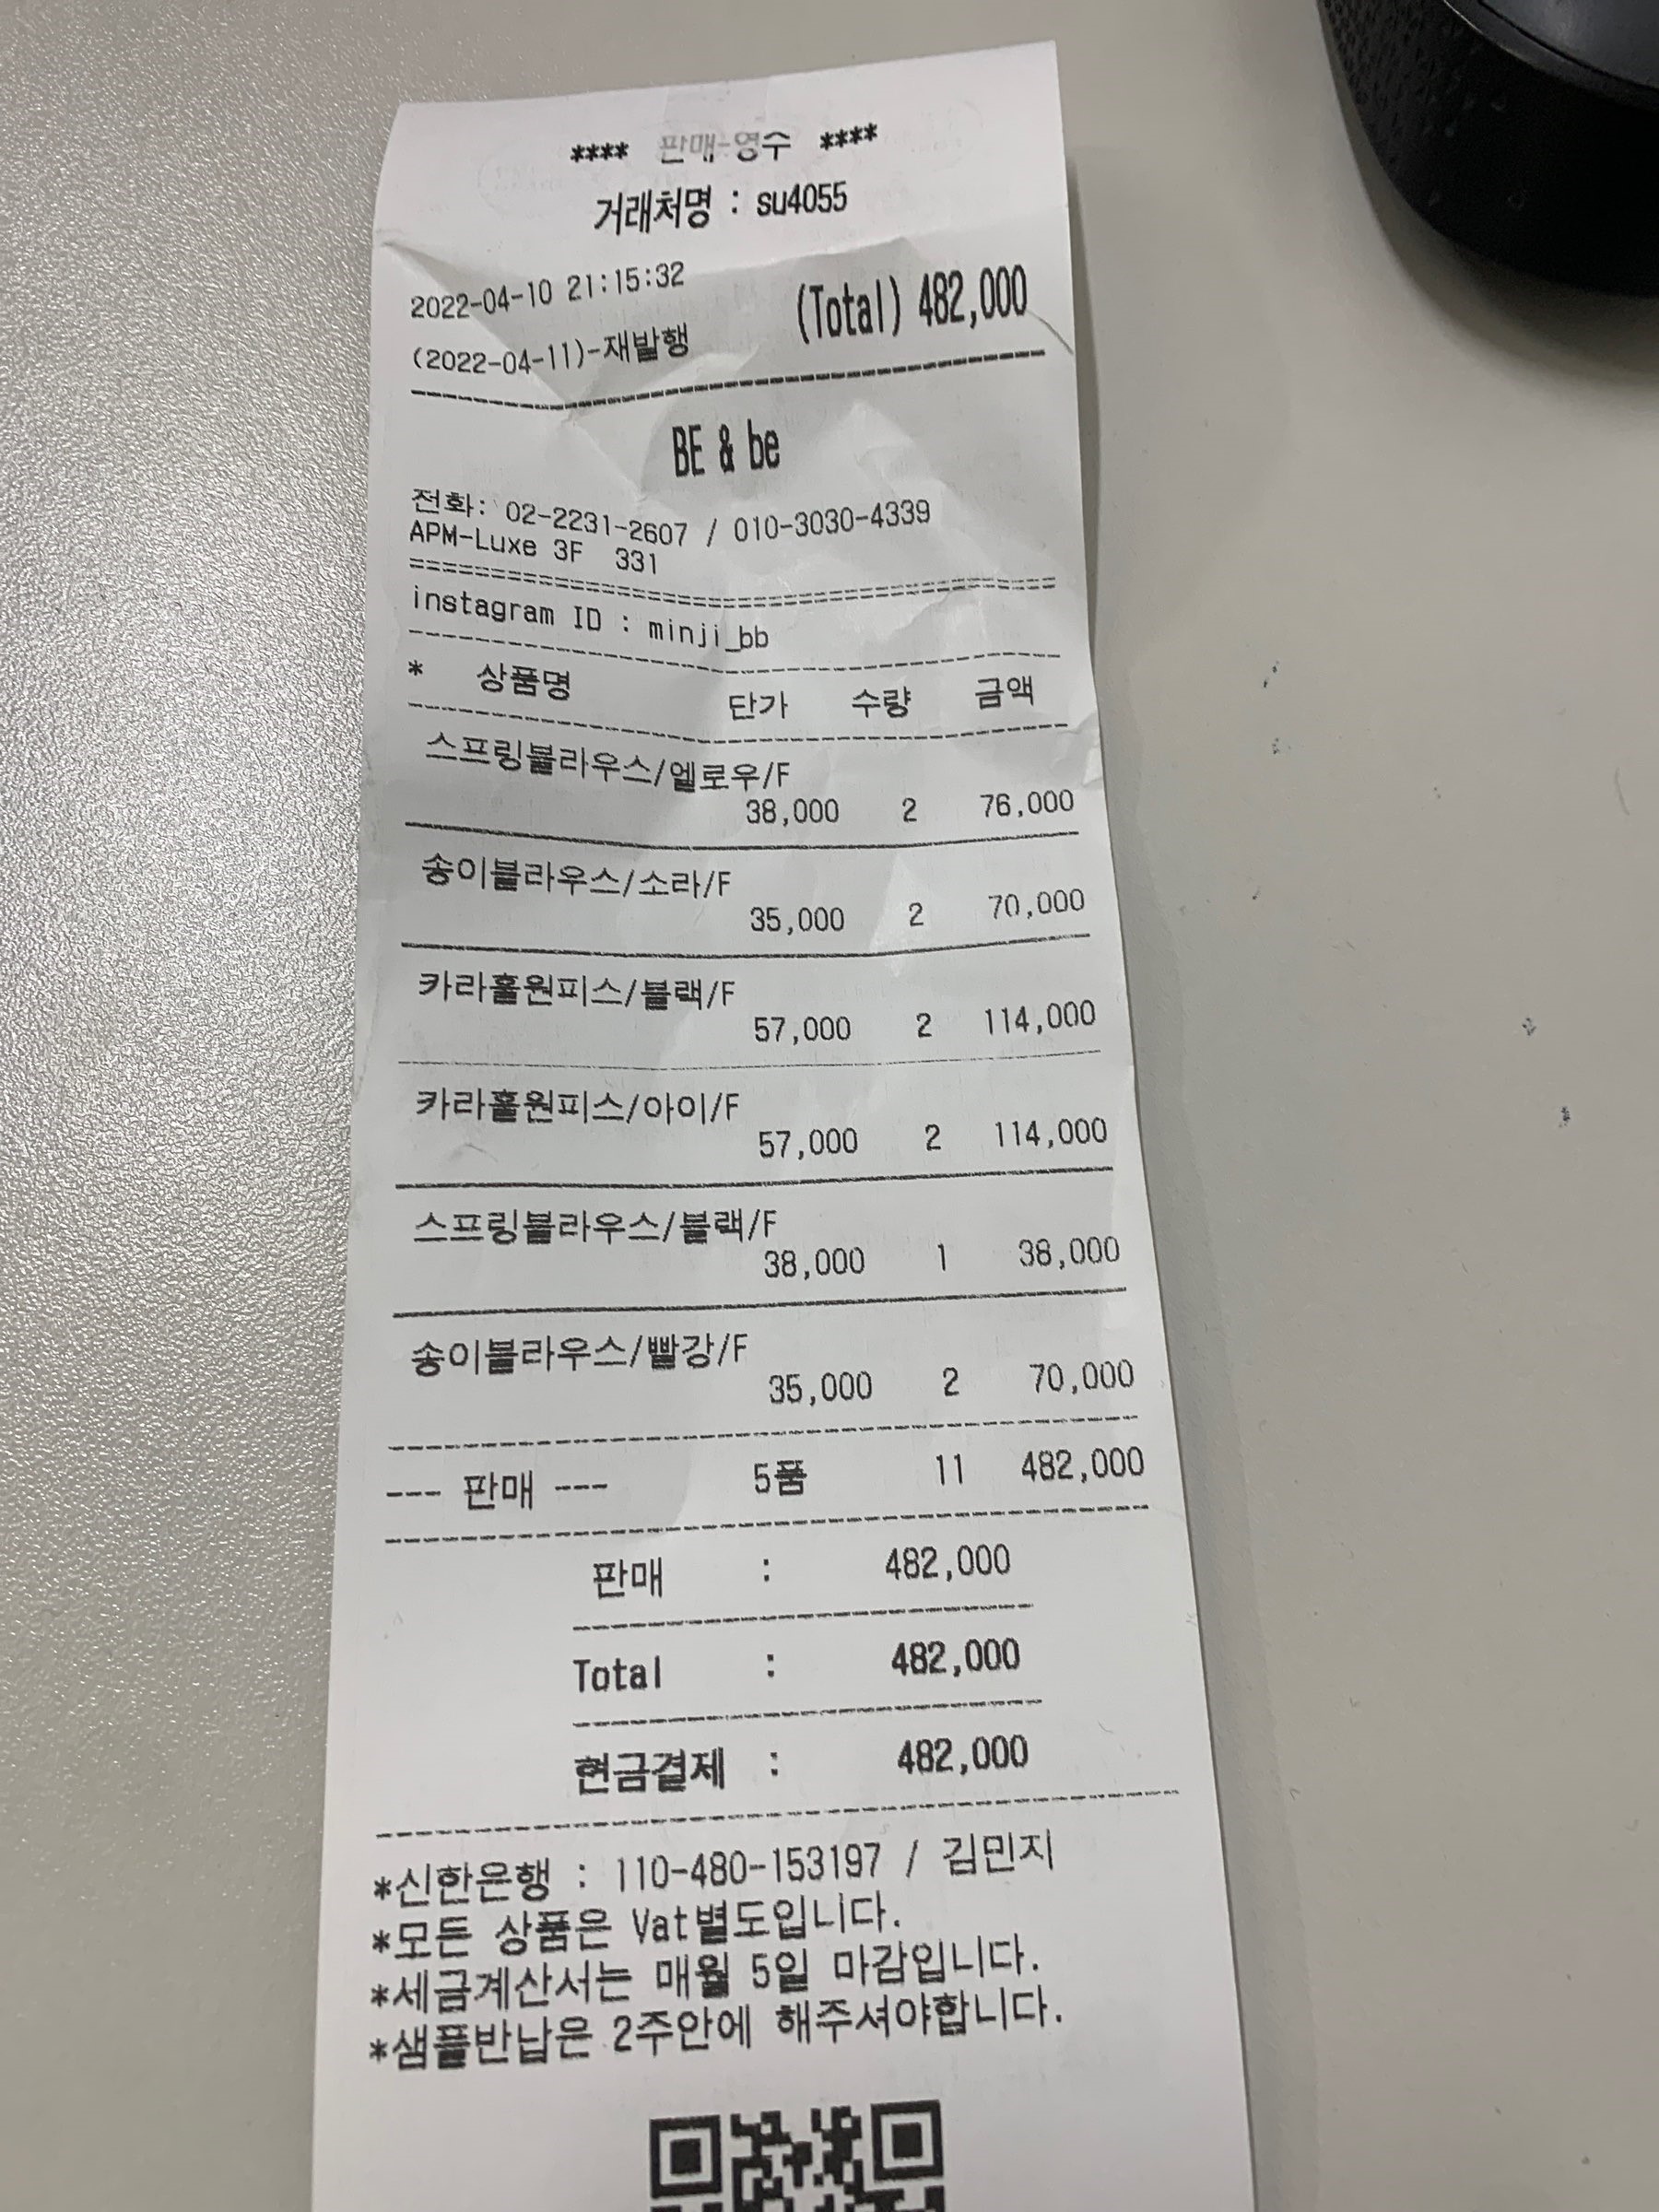 **** 판매-영수 ****
거래처명 : su4055
2022-04-10 21:15:32
(Total) 482,000
(2022-04-11)-재발행
BE & be
전화: 02-2231-2607 / 010-3030-4339
APM-Luxe 3F 331
instagram ID : minji_bb
* 상품명 단가 수량 금액
스프링블라우스/엘로우/F
38,000 2 76,000
송이블라우스/소라/F
35,000 2 70,000
카라홀원피스/블랙/F
57,000 2 114,000
카라홀원피스/아이/F
57,000 2 114,000
스프링블라우스/블랙/F
38,000 1 38,000
송이블라우스/빨강/F
35,000 2 70,000
--- 판매 --- 5품 11 482,000
판매 : 482,000
Total : 482,000
현금결제 : 482,000
*신한은행 : 110-480-153197 / 김민지
*모든 상품은 Vat별도입니다.
*세금계산서는 매월 5일 마감입니다.
*샘플반납은 2주안에 해주셔야합니다.